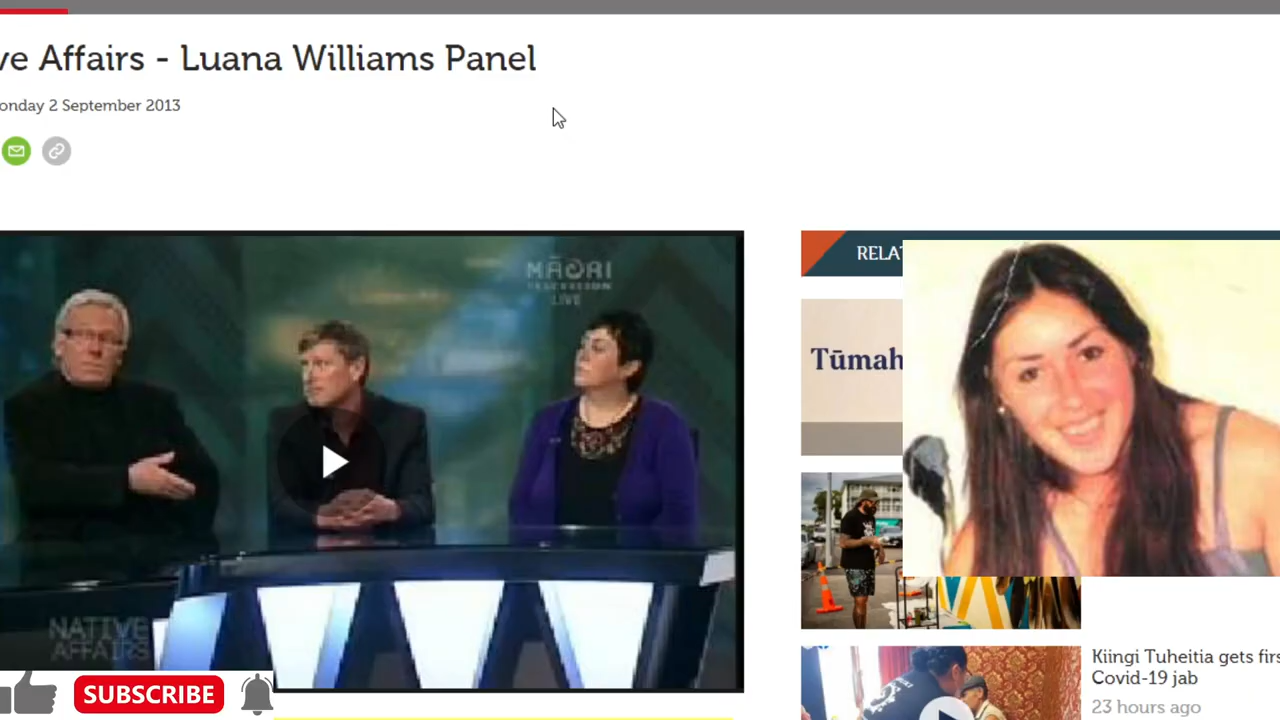 ve Affairs - Luana Williams Panel
onday 2 September 2013
MĀORI
TELEVISION
LIVE
RELA
Tūmah
NATIVE
AFFAIRS
Kiingi Tuheitia gets firs
Covid-19 jab
23 hours ago
SUBSCRIBE